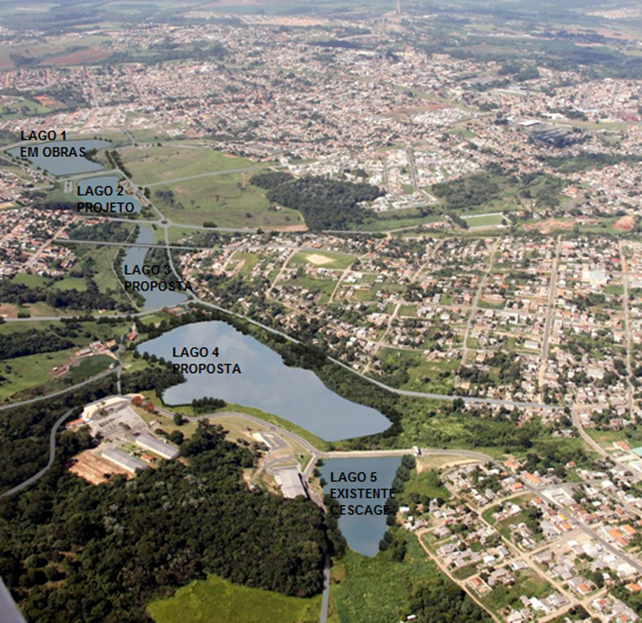 LAGO 1
EM OBRAS
LAGO 2
PROJETO
LAGO 3
PROPOSTA
LAGO 4
PROPOSTA
LAGO 5
EXISTENTE
CESCAGE